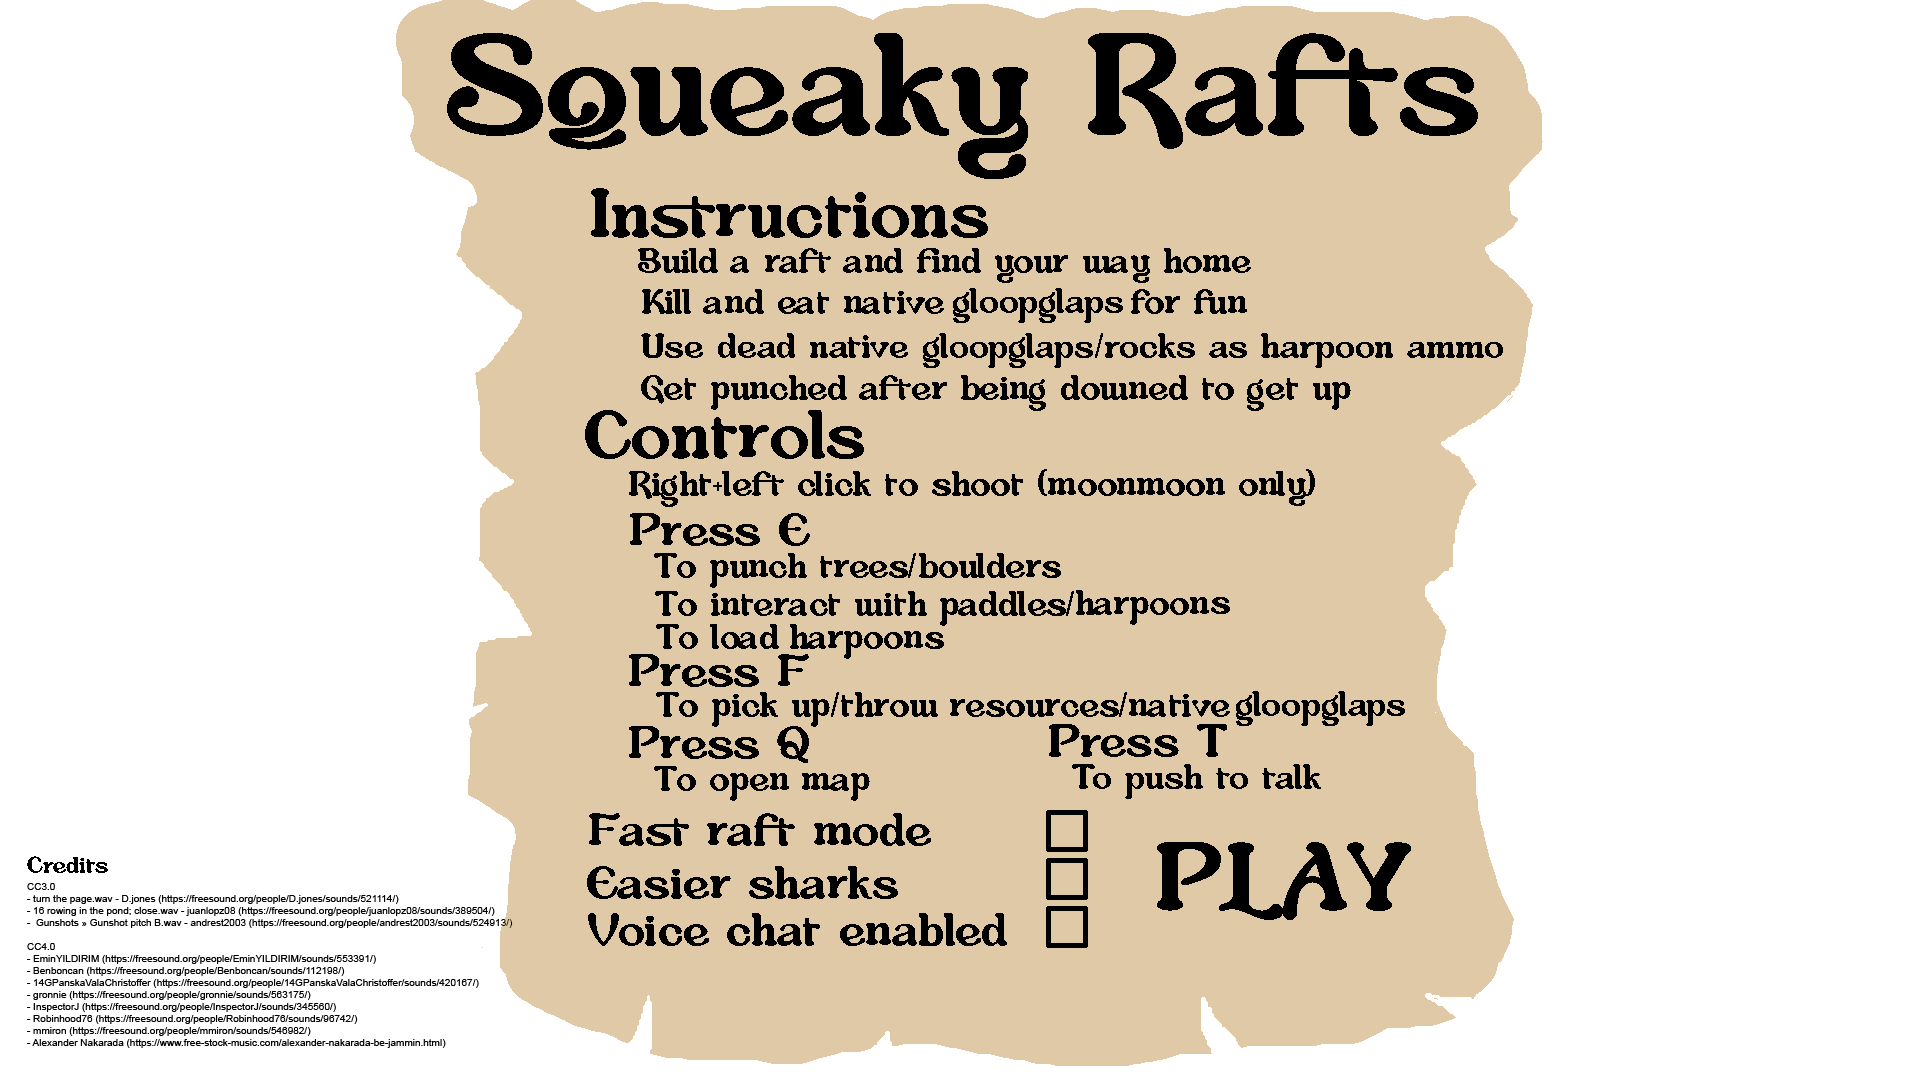 Squeaky Rafts
Instructions
Build a raft and find your way home
Kill and eat native gloopglaps for fun
Use dead native gloopglaps/rocks as harpoon ammo
Get punched after being downed to get up
Controls
Right+left click to shoot (moonmoon only)
Press E
To punch trees/boulders
To interact with paddles/harpoons
To load harpoons
Press F
To pick up/throw resources/native gloopglaps
Press Q
To open map
Press T
To push to talk
Fast raft mode
Easier sharks
Voice chat enabled
PLAY
Credits
CC3.0
- turn the page.wav - D.jones (https://freesound.org/people/D.jones/sounds/521114/)
- 16 rowing in the pond; close.wav - juanlopz08 (https://freesound.org/people/juanlopz08/sounds/389504/)
- Gunshots » Gunshot pitch B.wav - andrest2003 (https://freesound.org/people/andrest2003/sounds/524913/)
CC4.0
- EminYILDIRIM (https://freesound.org/people/EminYILDIRIM/sounds/553391/)
- Benboncan (https://freesound.org/people/Benboncan/sounds/112198/)
- 14GPanskaValaChristoffer (https://freesound.org/people/14GPanskaValaChristoffer/sounds/420167/)
- gronnie (https://freesound.org/people/gronnie/sounds/563175/)
- InspectorJ (https://freesound.org/people/InspectorJ/sounds/345560/)
- Robinhood76 (https://freesound.org/people/Robinhood76/sounds/96742/)
- mmiron (https://freesound.org/people/mmiron/sounds/546982/)
- Alexander Nakarada (https://www.free-stock-music.com/alexander-nakarada-be-jammin.html)